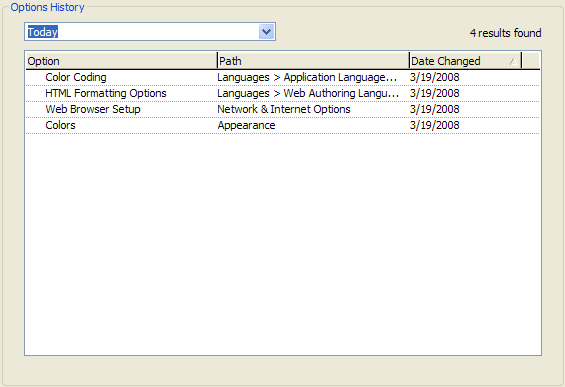 Options History
Today
4 results found
Option Path Date Changed
Color Coding Languages > Application Language...  3/19/2008
HTML Formatting Options Languages > Web Authoring Langu... 3/19/2008
Web Browser Setup Network & Internet Options 3/19/2008
Colors Appearance 3/19/2008